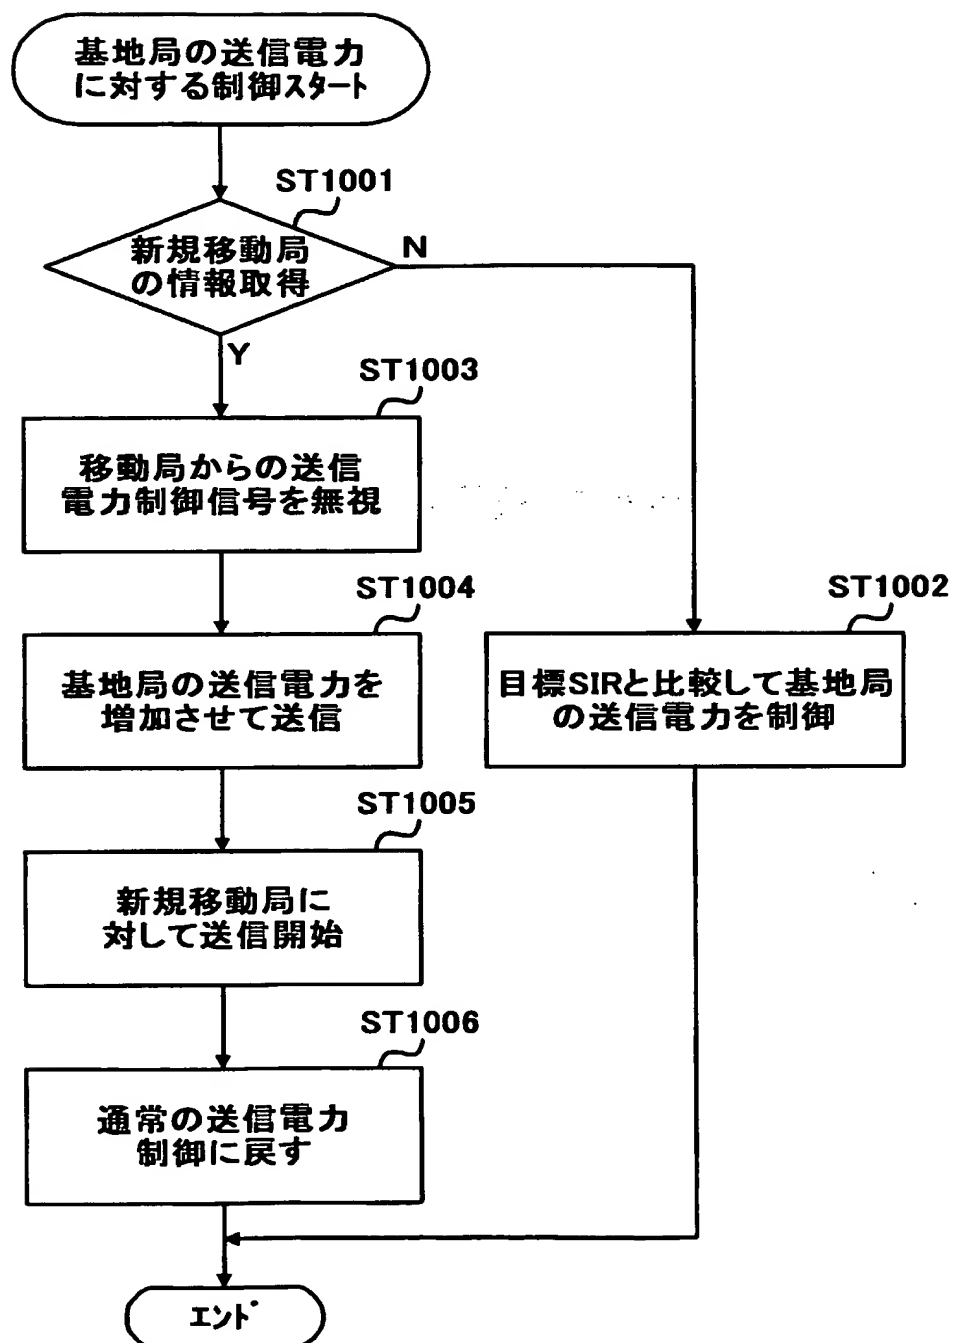 基地局の送信電力
に対する制御スタート
ST1001
新規移動局
の情報取得
N
Y
ST1003
移動局からの送信
電力制御信号を無視
ST1004
基地局の送信電力を
増加させて送信
ST1002
目標SIRと比較して基地局
の送信電力を制御
ST1005
新規移動局に
対して送信開始
ST1006
通常の送信電力
制御に戻す
エンド